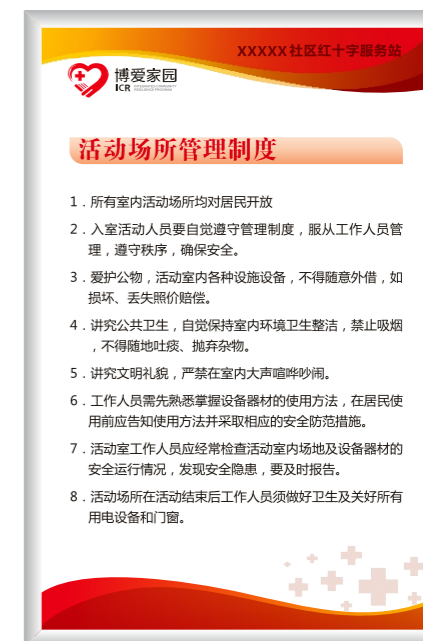 XXXXX社区红十字服务站
博爱家园
ICR INTEGRATED COMMUNITY
RESILIENCE PROGRAM
活动场所管理制度
1．所有室内活动场所均对居民开放
2．入室活动人员要自觉遵守管理制度，服从工作人员管
理，遵守秩序，确保安全。
3．爱护公物，活动室内各种设施设备，不得随意外借，如
损坏、丢失照价赔偿。
4．讲究公共卫生，自觉保持室内环境卫生整洁，禁止吸烟
，不得随地吐痰、抛弃杂物。
5．讲究文明礼貌，严禁在室内大声喧哗吵闹。
6．工作人员需先熟悉掌握设备器材的使用方法，在居民使
用前应告知使用方法并采取相应的安全防范措施。
7．活动室工作人员应经常检查活动室内场地及设备器材的
安全运行情况，发现安全隐患，要及时报告。
8．活动场所在活动结束后工作人员须做好卫生及关好所有
用电设备和门窗。